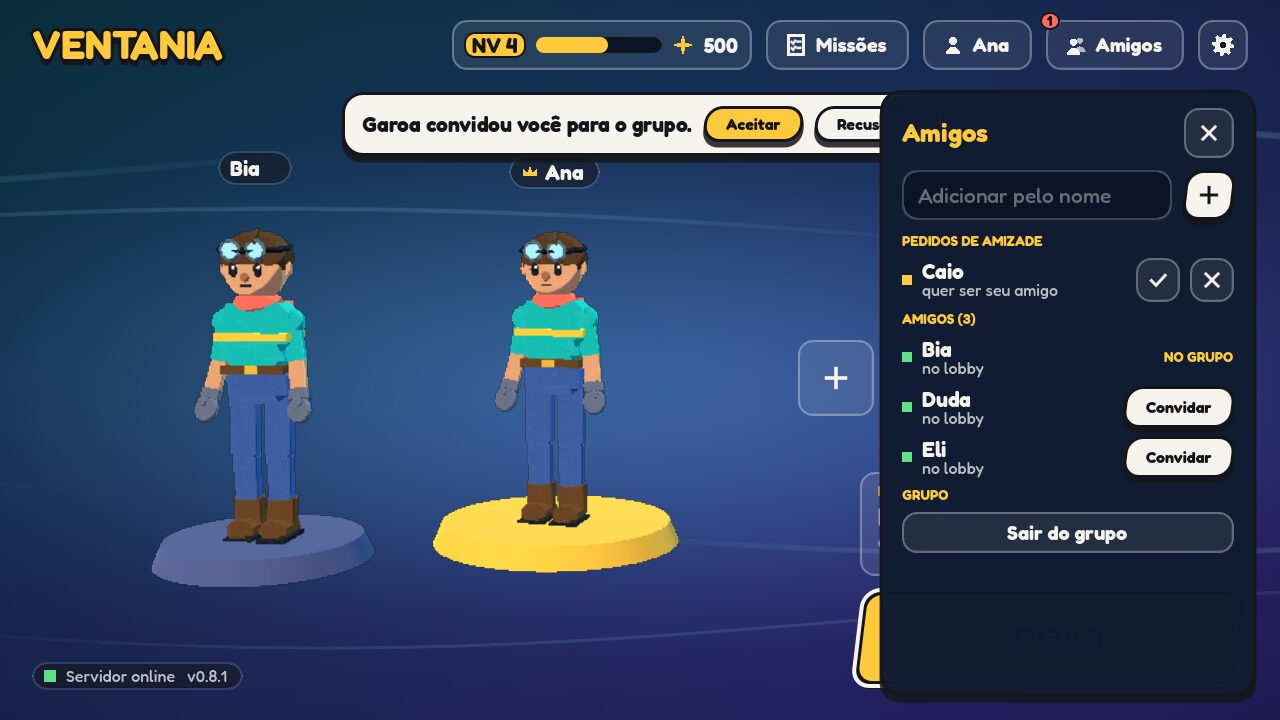 VENTANIA
NV 4
500
Missões
Ana
1
Amigos
Garoa convidou você para o grupo.
Aceitar
Bia
Ana
Amigos
Adicionar pelo nome
PEDIDOS DE AMIZADE
Caio
quer ser seu amigo
AMIGOS (3)
Bia
no lobby
NO GRUPO
Duda
no lobby
Convidar
Eli
no lobby
Convidar
GRUPO
Sair do grupo
JOGAR
Servidor online v0.8.1